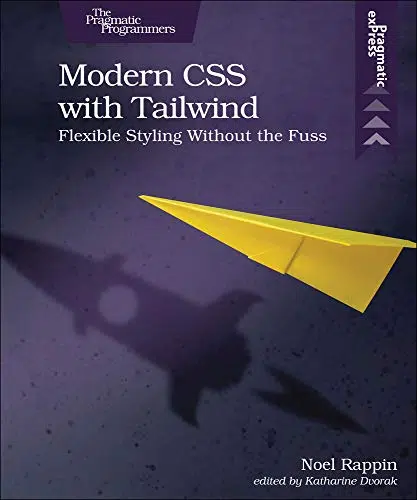 The
Pragmatic
Programmers
Pragmatic
exPress
Modern CSS
with Tailwind
Flexible Styling Without the Fuss
Noel Rappin
edited by Katharine Dvorak